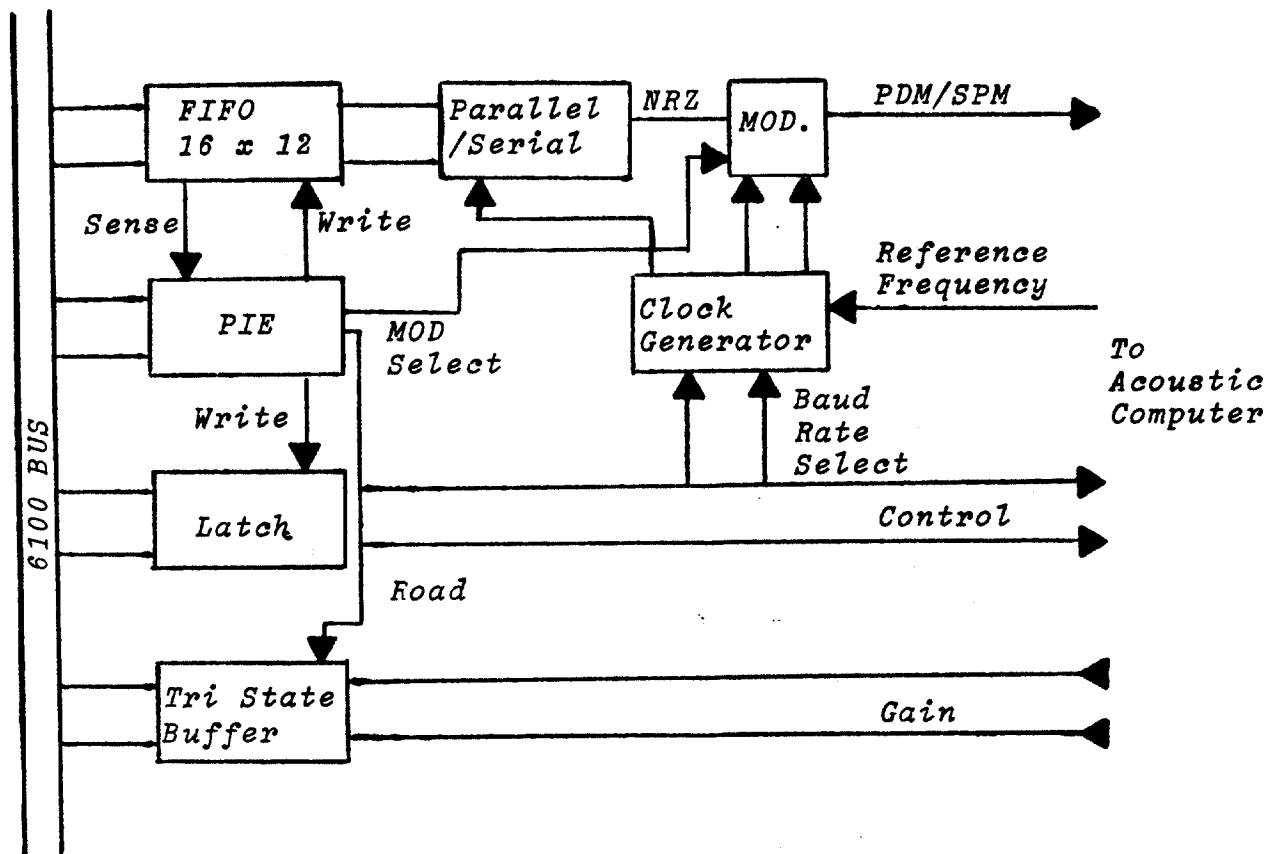 FIFO
16 x 12
Parallel
/Serial
NRZ
MOD.
PDM/SPM
Sense
Write
PIE
MOD
Select
Clock
Generator
Reference
Frequency
To
Acoustic
Computer
Write
Baud
Rate
Select
6100 BUS
Latch
Control
Road
Tri State
Buffer
Gain